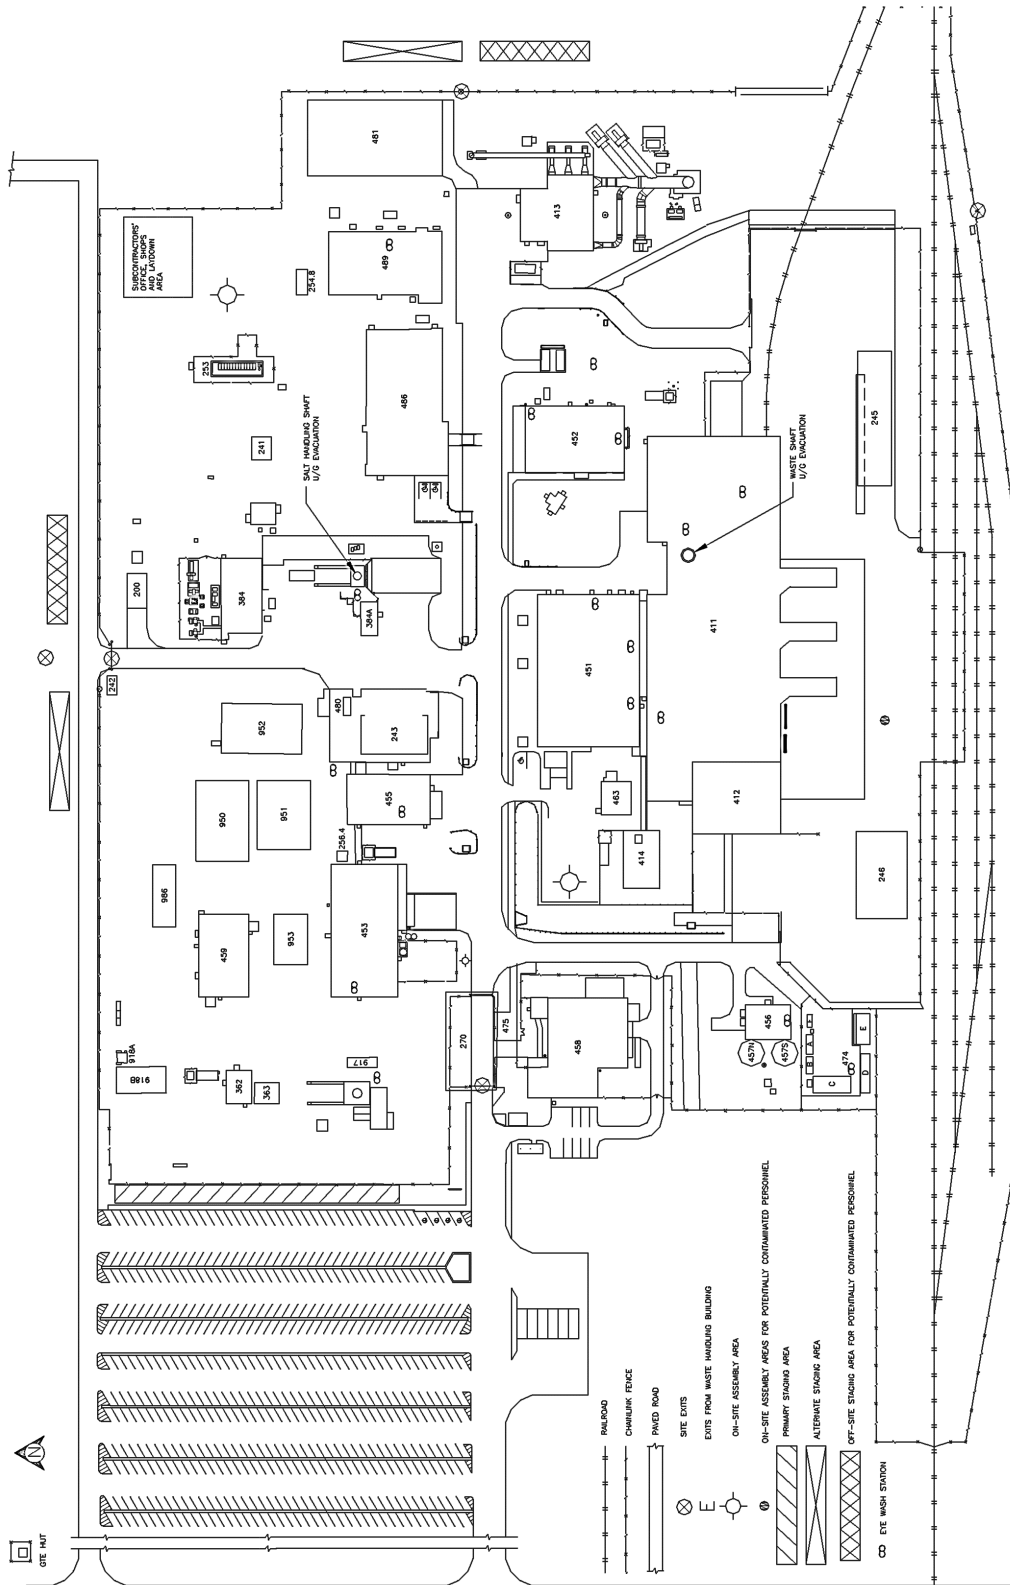 SUBCONTRACTORS'
OFFICE, SHOPS
AND LAYDOWN
AREA
481
413
489
254.8
253
486
241
SALT HANDLING SHAFT
U/G EVACUATION
452
WASTE SHAFT
U/G EVACUATION
245
200
384
384A
411
451
242
952
480
243
950
951
455
463
412
256.4
414
246
986
459
953
453
475
270
458
456
457N
457S
474
A
B
C
D
E
F
918A
918B
362
363
917
N
GTE HUT
RAILROAD
CHAINLINK FENCE
PAVED ROAD
SITE EXITS
E
EXITS FROM WASTE HANDLING BUILDING
ON-SITE ASSEMBLY AREA
ON-SITE ASSEMBLY AREAS FOR POTENTIALLY CONTAMINATED PERSONNEL
PRIMARY STAGING AREA
ALTERNATE STAGING AREA
OFF-SITE STAGING AREA FOR POTENTIALLY CONTAMINATED PERSONNEL
EYE WASH STATION